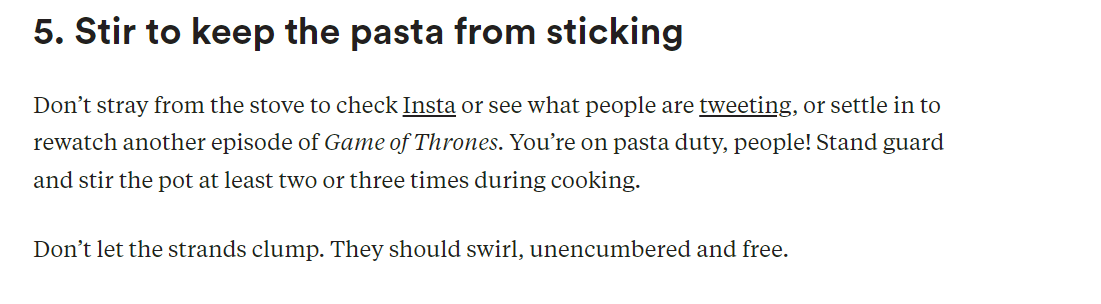 5. Stir to keep the pasta from sticking
Don’t stray from the stove to check Insta or see what people are tweeting, or settle in to
rewatch another episode of Game of Thrones. You’re on pasta duty, people! Stand guard
and stir the pot at least two or three times during cooking.
Don’t let the strands clump. They should swirl, unencumbered and free.